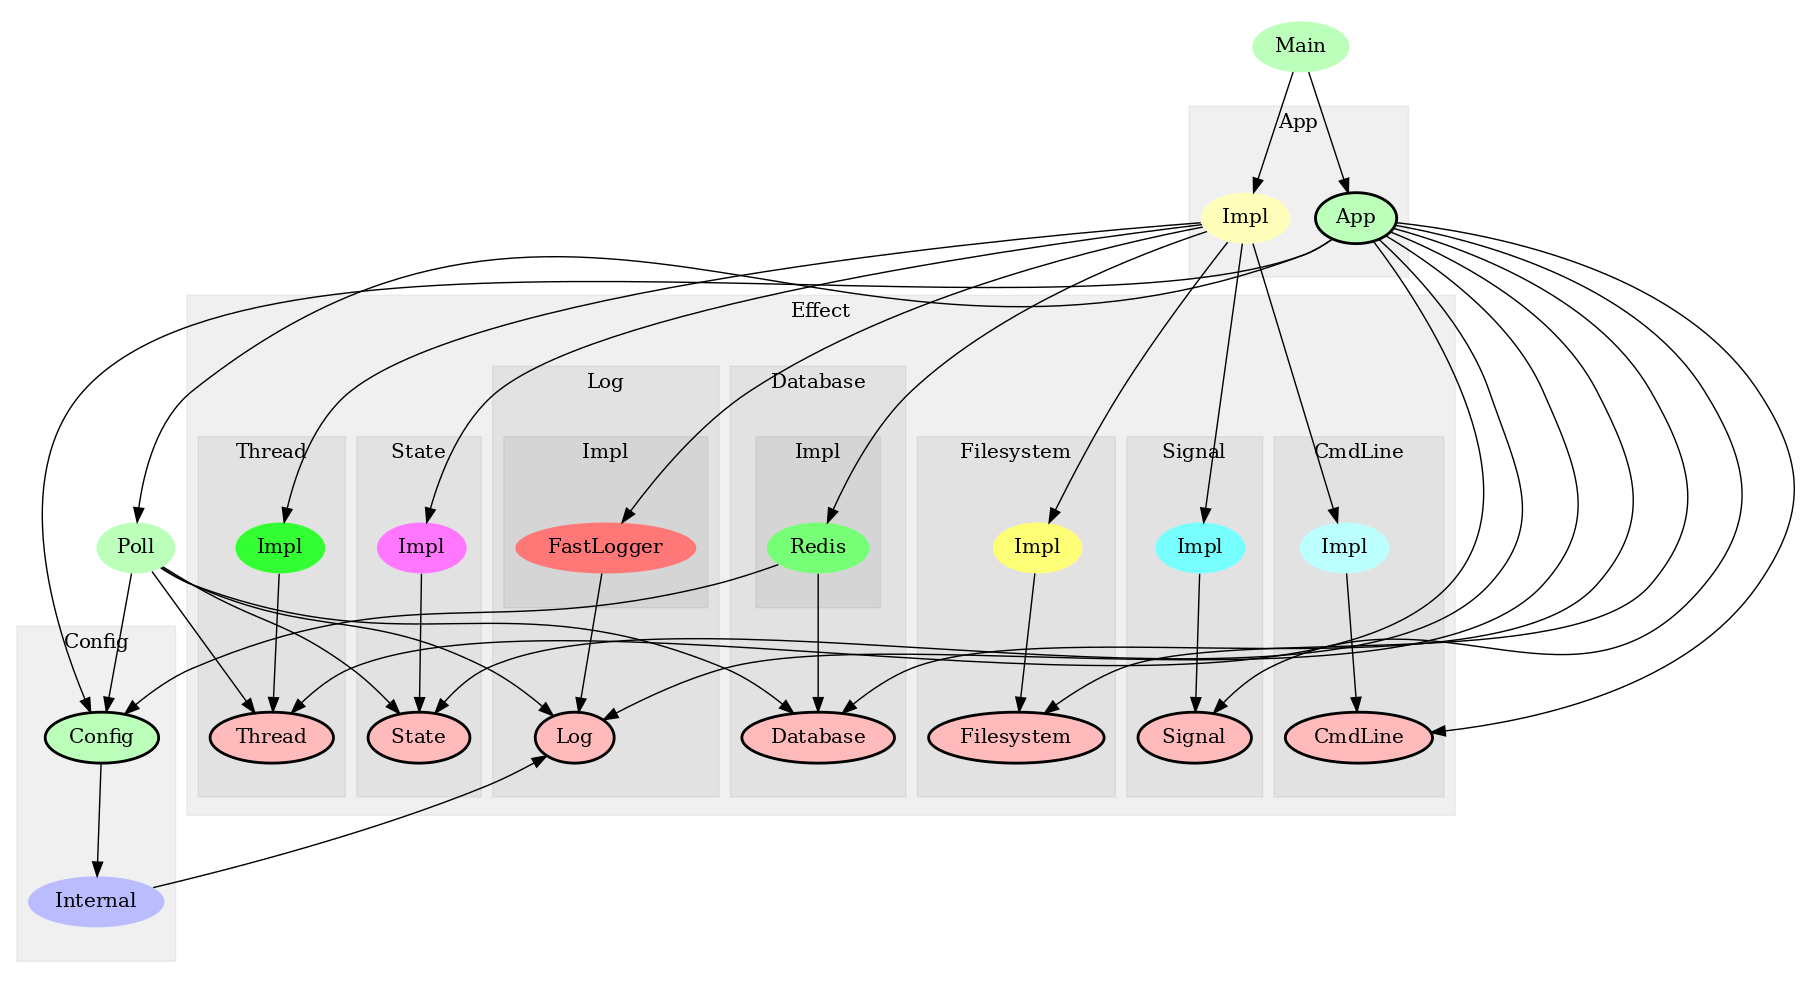 Main
App
Impl
App
Effect
Log
Database
Thread
State
Impl
Impl
Filesystem
Signal
CmdLine
Poll
Impl
Impl
FastLogger
Redis
Impl
Impl
Impl
Config
Config
Thread
State
Log
Database
Filesystem
Signal
CmdLine
Internal